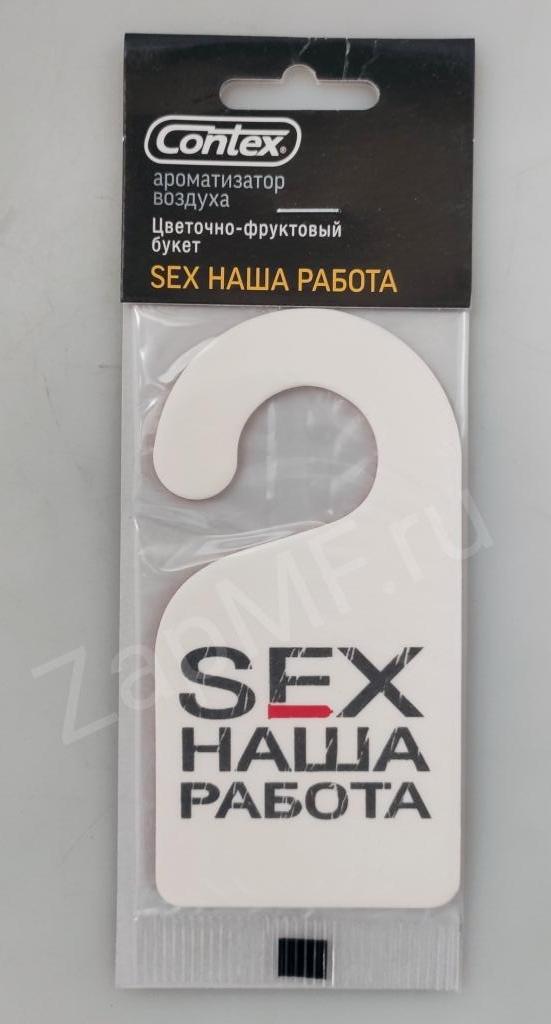 Contex®
ароматизатор
воздуха
Цветочно-фруктовый
букет
SEX НАША РАБОТА
SEX
НАША
РАБОТА
ZapMF.ru